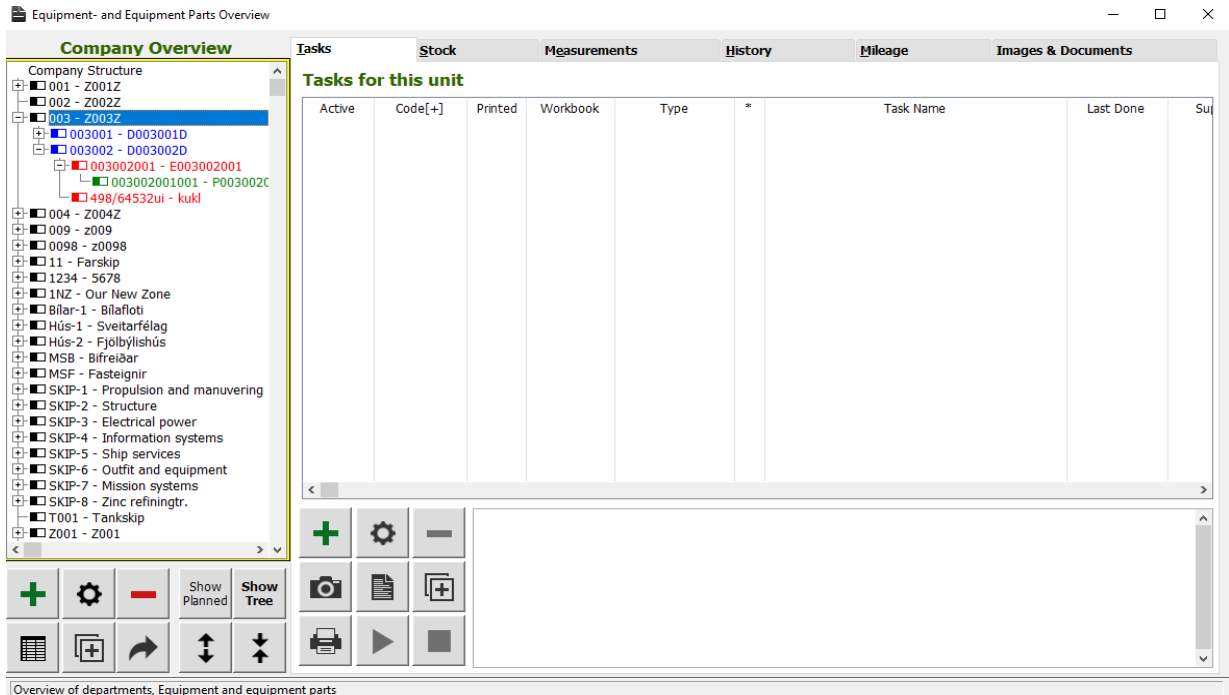 Equipment- and Equipment Parts Overview
Company Overview
Company Structure
001 - Z001Z
002 - Z002Z
003 - Z003Z
003001 - D003001D
003002 - D003002D
003002001 - E003002001
003002001001 - P0030020
498/64532ui - kukl
004 - Z004Z
009 - z009
0098 - z0098
11 - Farskip
1234 - 5678
1NZ - Our New Zone
Bílar-1 - Bílafloti
Hús-1 - Sveitarfélag
Hús-2 - Fjölbýlishús
MSB - Bifreiðar
MSF - Fasteignir
SKIP-1 - Propulsion and manuvering
SKIP-2 - Structure
SKIP-3 - Electrical power
SKIP-4 - Information systems
SKIP-5 - Ship services
SKIP-6 - Outfit and equipment
SKIP-7 - Mission systems
SKIP-8 - Zinc refiningtr.
T001 - Tankskip
Z001 - Z001
Show Planned
Show Tree
Tasks Stock Measurements History Mileage Images & Documents
Tasks for this unit
Active Code[+] Printed Workbook Type * Task Name Last Done Sup
Overview of departments, Equipment and equipment parts